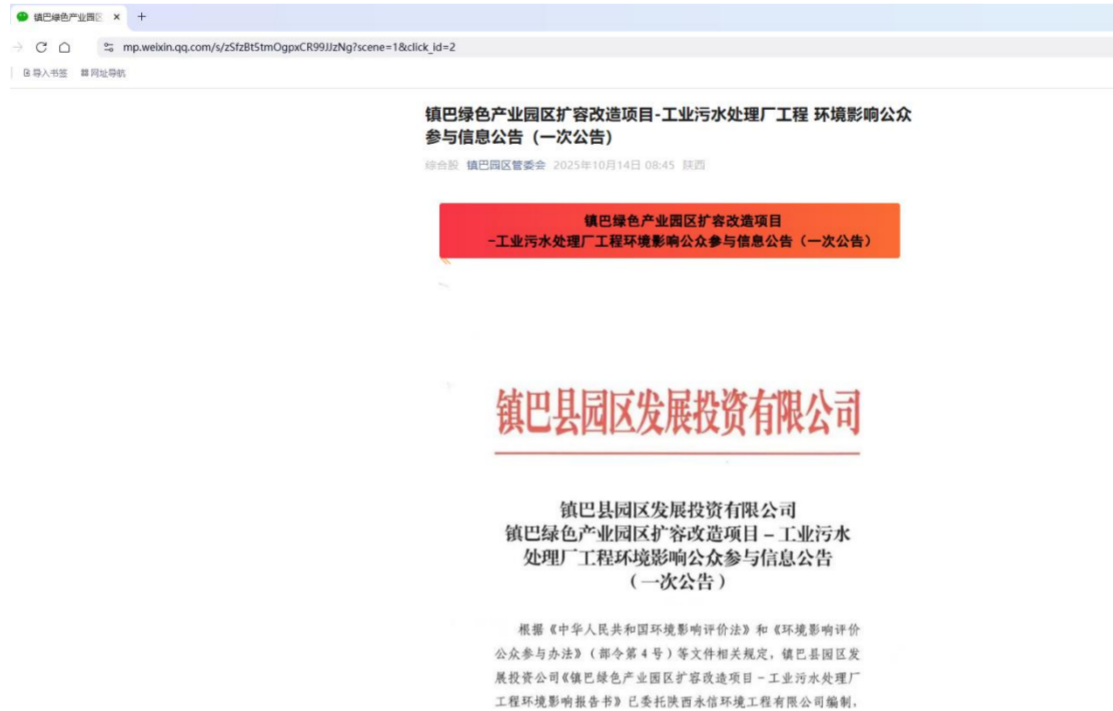 镇巴绿色产业园区
mp.weixin.qq.com/s/zSfzBt5tmOgpxCR99JJzNg?scene=1&click_id=2
导入书签 网址导航
镇巴绿色产业园区扩容改造项目-工业污水处理厂工程 环境影响公众
参与信息公告（一次公告）
综合股 镇巴园区管委会 2025年10月14日 08:45 陕西
镇巴绿色产业园区扩容改造项目
-工业污水处理厂工程环境影响公众参与信息公告（一次公告）
镇巴县园区发展投资有限公司
镇巴县园区发展投资有限公司
镇巴绿色产业园区扩容改造项目－工业污水
处理厂工程环境影响公众参与信息公告
（一次公告）
根据《中华人民共和国环境影响评价法》和《环境影响评价
公众参与办法》（部令第4号）等文件相关规定，镇巴县园区发
展投资公司《镇巴绿色产业园区扩容改造项目－工业污水处理厂
工程环境影响报告书》已委托陕西永信环境工程有限公司编制，